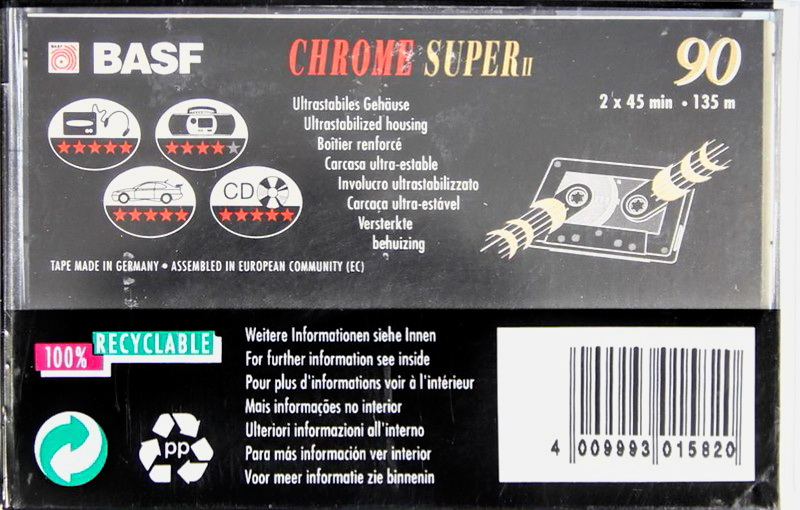 BASF
CHROME SUPER II
90
2 x 45 min • 135 m
Ultrastabiles Gehäuse
Ultrastabilized housing
Boîtier renforcé
Carcasa ultra-estable
Involucro ultrastabilizzato
Carcaça ultra-estável
Versterkte
behuizing
CD
TAPE MADE IN GERMANY • ASSEMBLED IN EUROPEAN COMMUNITY (EC)
100% RECYCLABLE
Weitere Informationen siehe Innen
For further information see inside
Pour plus d'informations voir à l'intérieur
Mais informações no interior
Ulteriori informazioni all'interno
Para más información ver interior
Voor meer informatie zie binnenin
pp
4 009993 015820